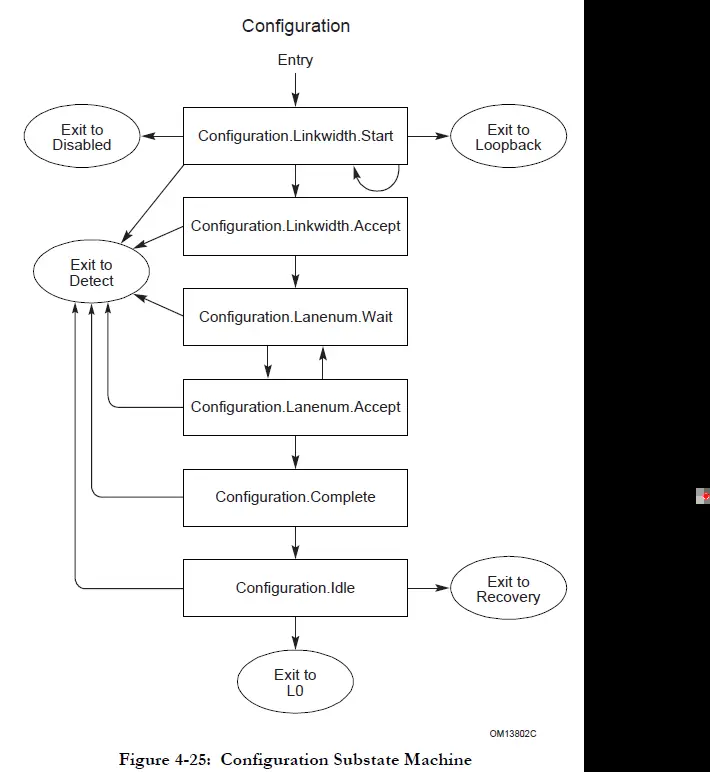 Configuration
Entry
Exit to
Disabled
Configuration.Linkwidth.Start
Exit to
Loopback
Configuration.Linkwidth.Accept
Exit to
Detect
Configuration.Lanenum.Wait
Configuration.Lanenum.Accept
Configuration.Complete
Configuration.Idle
Exit to
Recovery
Exit to
L0
OM13802C
Figure 4-25: Configuration Substate Machine